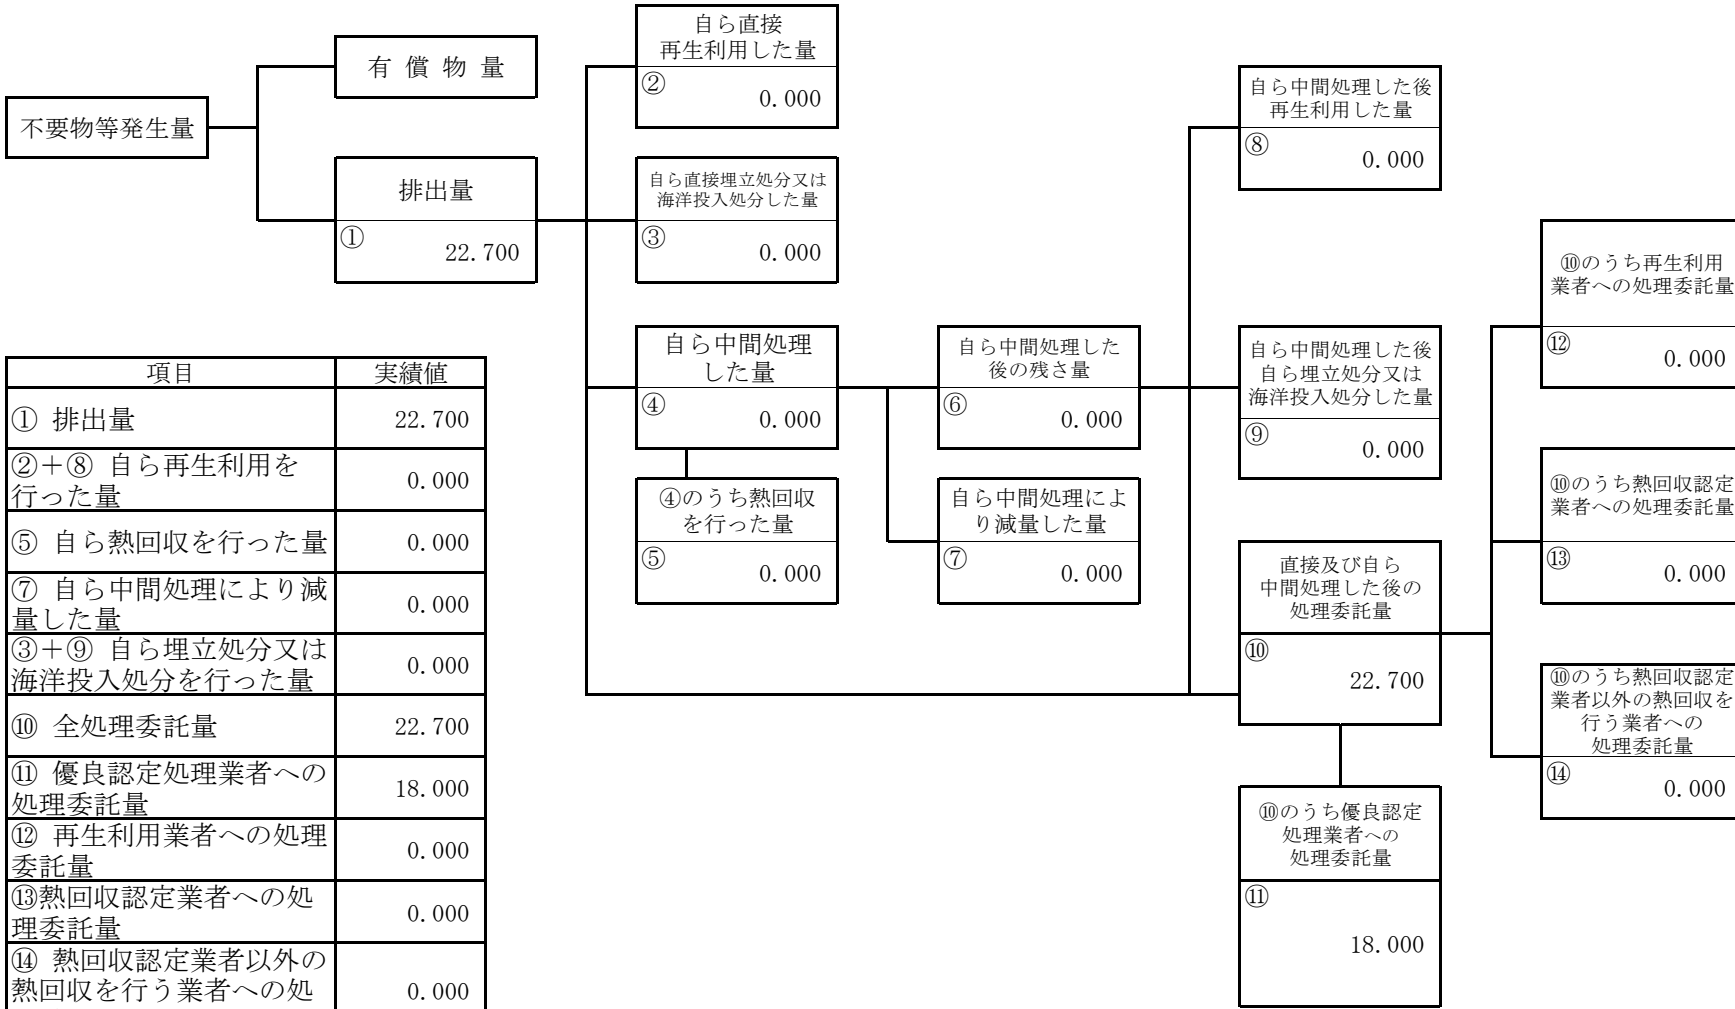 不要物等発生量
有 償 物 量
排出量
①
22.700
自ら直接
再生利用した量
②
0.000
自ら直接埋立処分又は
海洋投入処分した量
③
0.000
自ら中間処理
した量
④
0.000
④のうち熱回収
を行った量
⑤
0.000
自ら中間処理した
後の残さ量
⑥
0.000
自ら中間処理によ
り減量した量
⑦
0.000
自ら中間処理した後
再生利用した量
⑧
0.000
自ら中間処理した後
自ら埋立処分又は
海洋投入処分した量
⑨
0.000
直接及び自ら
中間処理した後の
処理委託量
⑩
22.700
⑩のうち優良認定
処理業者への
処理委託量
⑪
18.000
⑩のうち再生利用
業者への処理委託量
⑫
0.000
⑩のうち熱回収認定
業者への処理委託量
⑬
0.000
⑩のうち熱回収認定
業者以外の熱回収を
行う業者への
処理委託量
⑭
0.000
項目 実績値
① 排出量 22.700
②+⑧ 自ら再生利用を
行った量 0.000
⑤ 自ら熱回収を行った量 0.000
⑦ 自ら中間処理により減
量した量 0.000
③+⑨ 自ら埋立処分又は
海洋投入処分を行った量 0.000
⑩ 全処理委託量 22.700
⑪ 優良認定処理業者への
処理委託量 18.000
⑫ 再生利用業者への処理
委託量 0.000
⑬熱回収認定業者への処
理委託量 0.000
⑭ 熱回収認定業者以外の
熱回収を行う業者への処 0.000